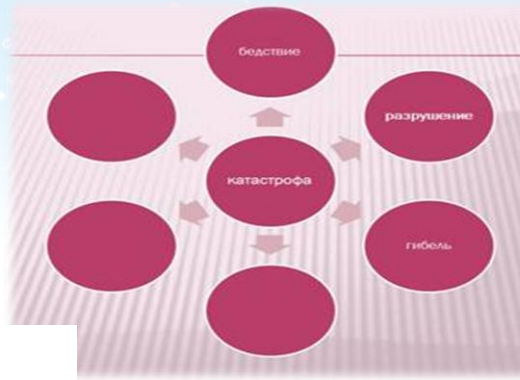 бедствие
разрушение
катастрофа
гибель